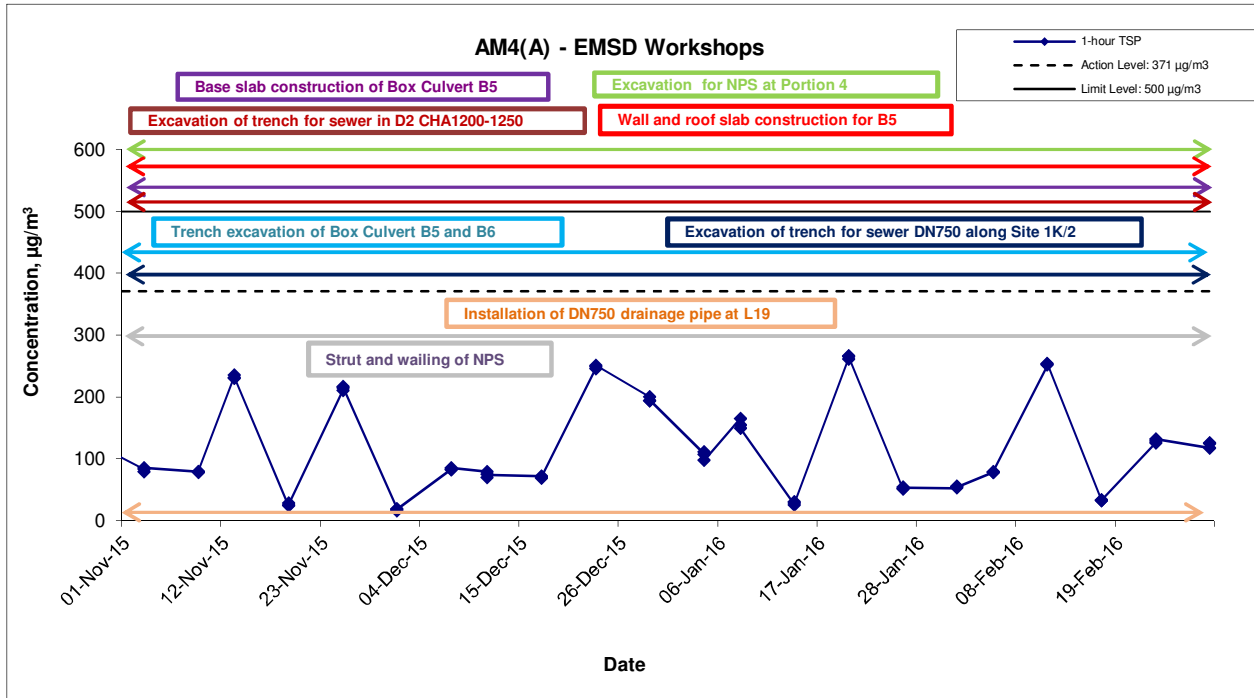 AM4(A) - EMSD Workshops
1-hour TSP
Action Level: 371 µg/m3
Limit Level: 500 µg/m3
Base slab construction of Box Culvert B5
Excavation for NPS at Portion 4
Excavation of trench for sewer in D2 CHA1200-1250
Wall and roof slab construction for B5
Trench excavation of Box Culvert B5 and B6
Excavation of trench for sewer DN750 along Site 1K/2
Installation of DN750 drainage pipe at L19
Strut and wailing of NPS
Concentration, µg/m³
600
500
400
300
200
100
0
01-Nov-15
12-Nov-15
23-Nov-15
04-Dec-15
15-Dec-15
26-Dec-15
06-Jan-16
17-Jan-16
28-Jan-16
08-Feb-16
19-Feb-16
Date